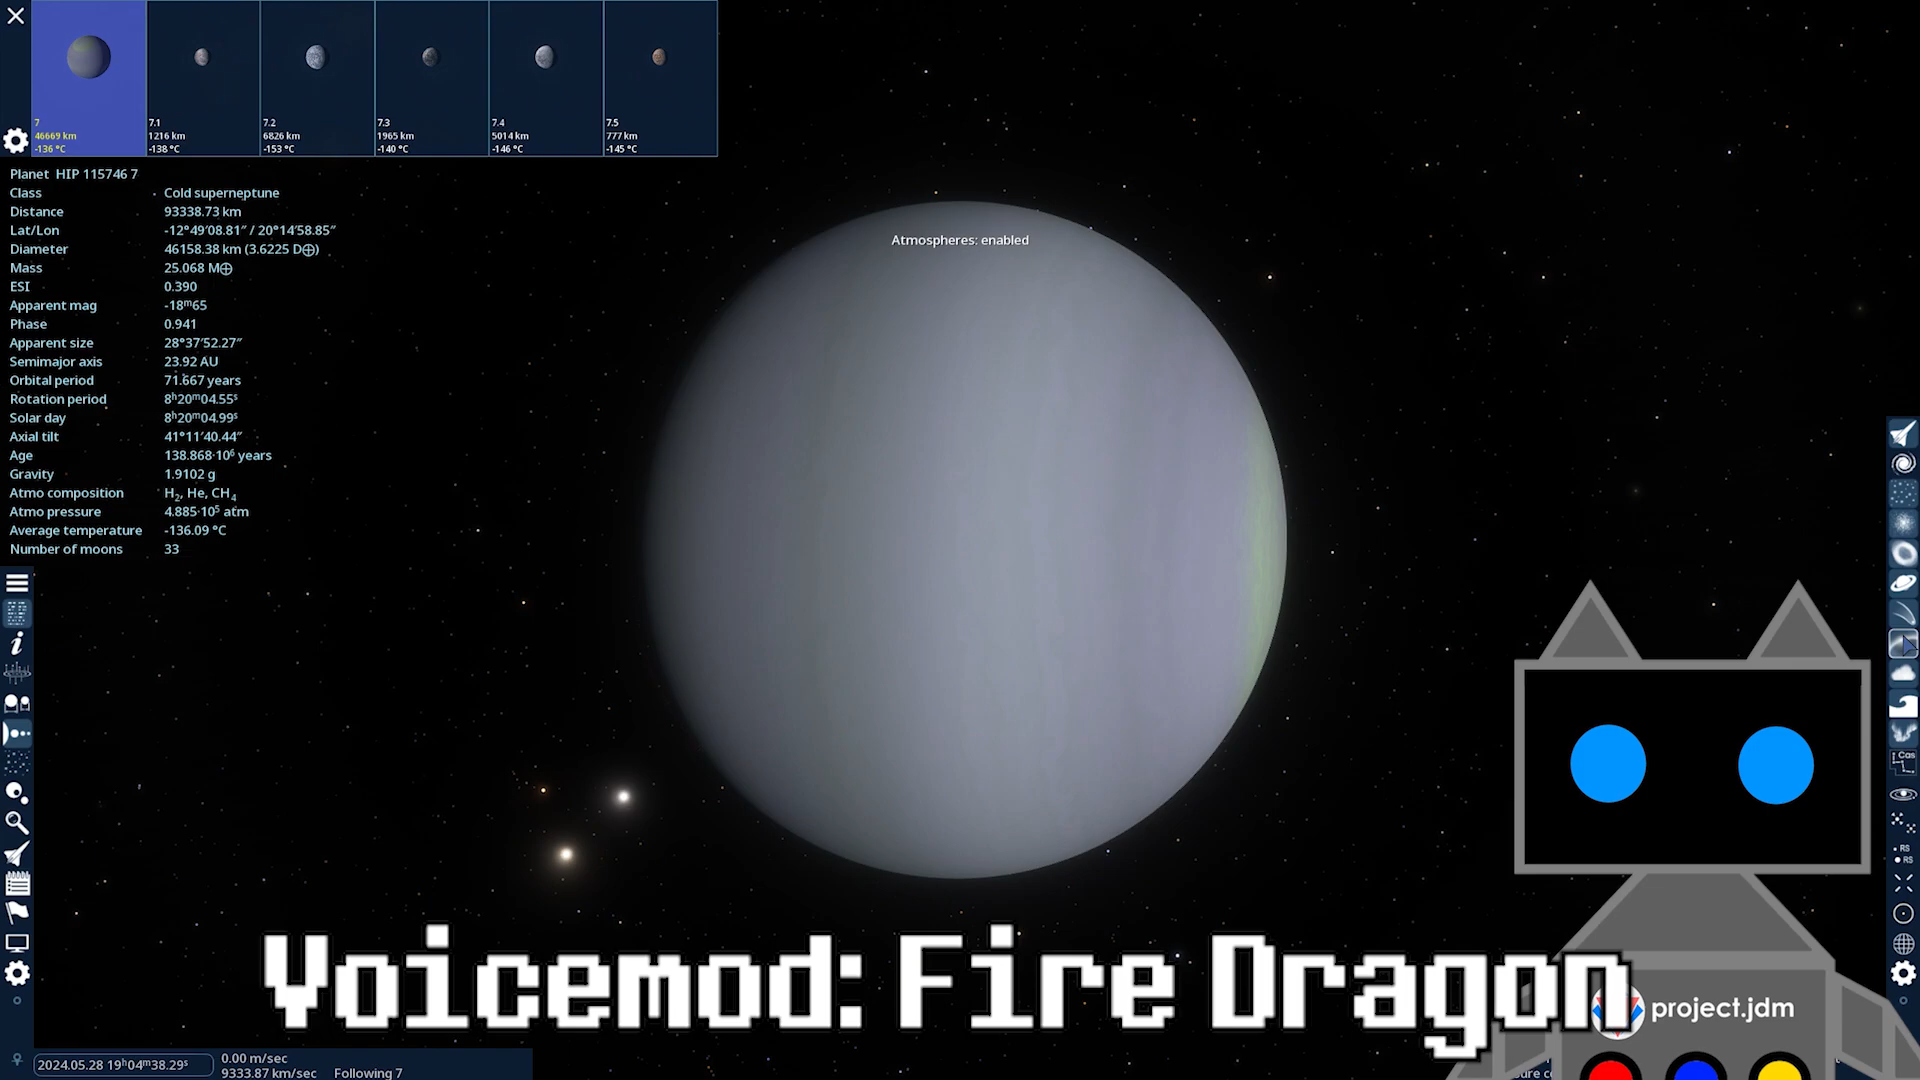 7
46669 km
-136 °C
7.1
1216 km
-138 °C
7.2
6826 km
-153 °C
7.3
1965 km
-140 °C
7.4
5014 km
-146 °C
7.5
777 km
-145 °C
Planet HIP 115746 7
Class Cold superneptune
Distance 93338.73 km
Lat/Lon -12°49′08.81″ / 20°14′58.85″
Diameter 46158.38 km (3.6225 D⊕)
Mass 25.068 M⊕
ESI 0.390
Apparent mag -18ᵐ65
Phase 0.941
Apparent size 28°37′52.27″
Semimajor axis 23.92 AU
Orbital period 71.667 years
Rotation period 8ʰ20ᵐ04.55ˢ
Solar day 8ʰ20ᵐ04.99ˢ
Axial tilt 41°11′40.44″
Age 138.868·10⁶ years
Gravity 1.9102 g
Atmo composition H₂, He, CH₄
Atmo pressure 4.885·10⁵ atm
Average temperature -136.09 °C
Number of moons 33
Atmospheres: enabled
Cas
RS
RS
Voicemod: Fire Dragon
project.jdm
2024.05.28 19ʰ04ᵐ38.29ˢ
0.00 m/sec
9333.87 km/sec Following 7